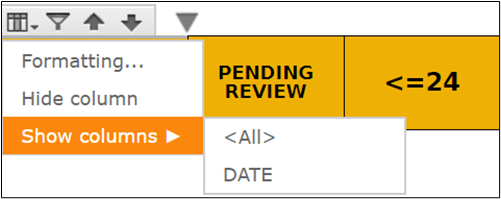 PENDING
REVIEW
<=24
Formatting...
Hide column
Show columns
<All>
DATE